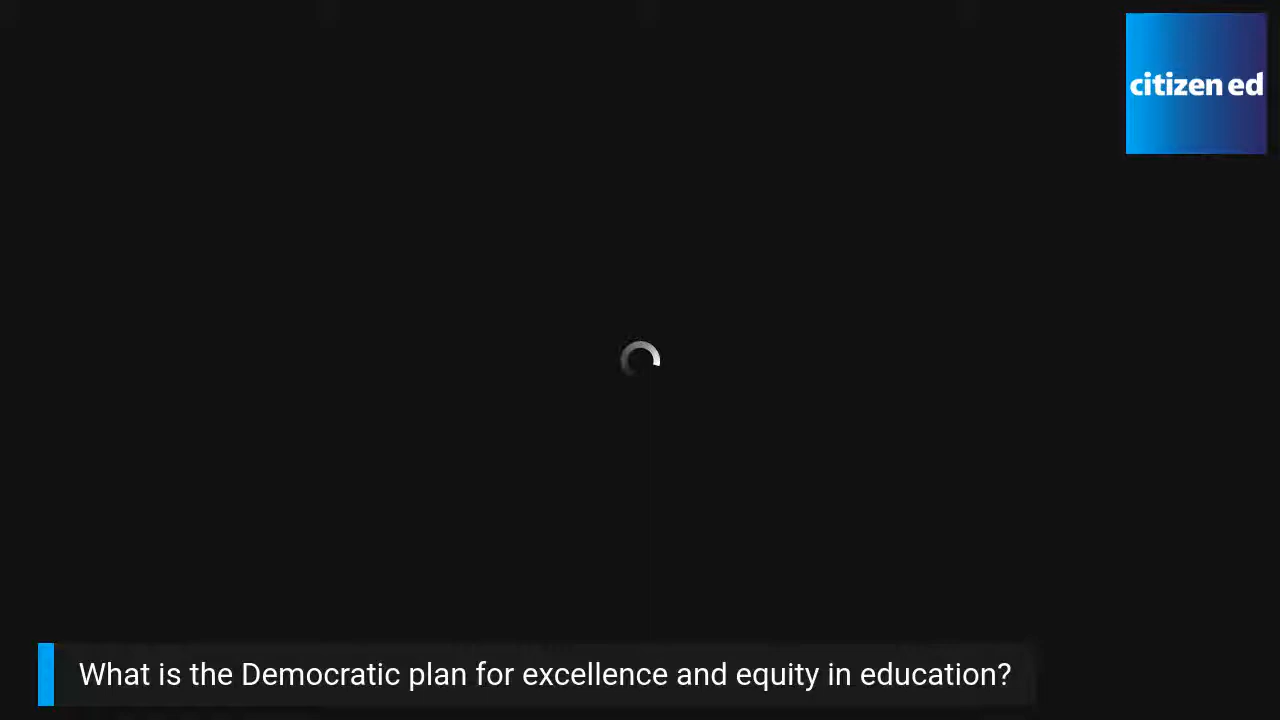 citizen ed
What is the Democratic plan for excellence and equity in education?